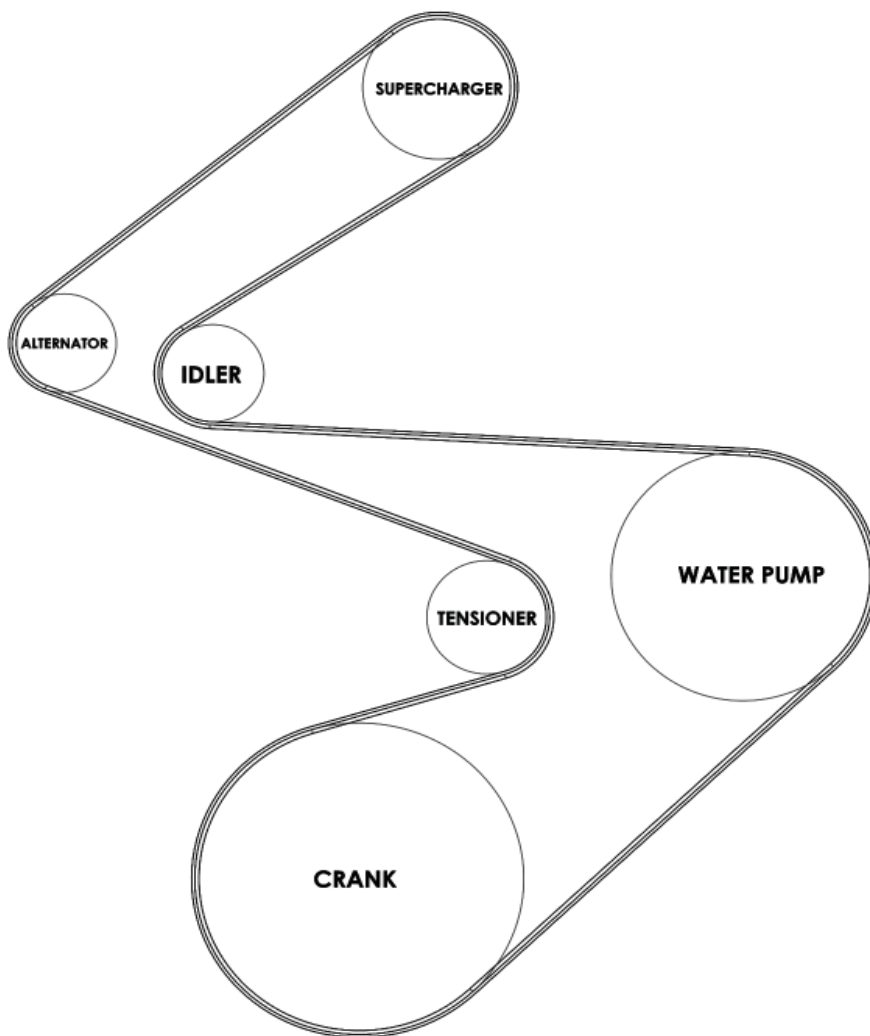 SUPERCHARGER
ALTERNATOR
IDLER
WATER PUMP
TENSIONER
CRANK